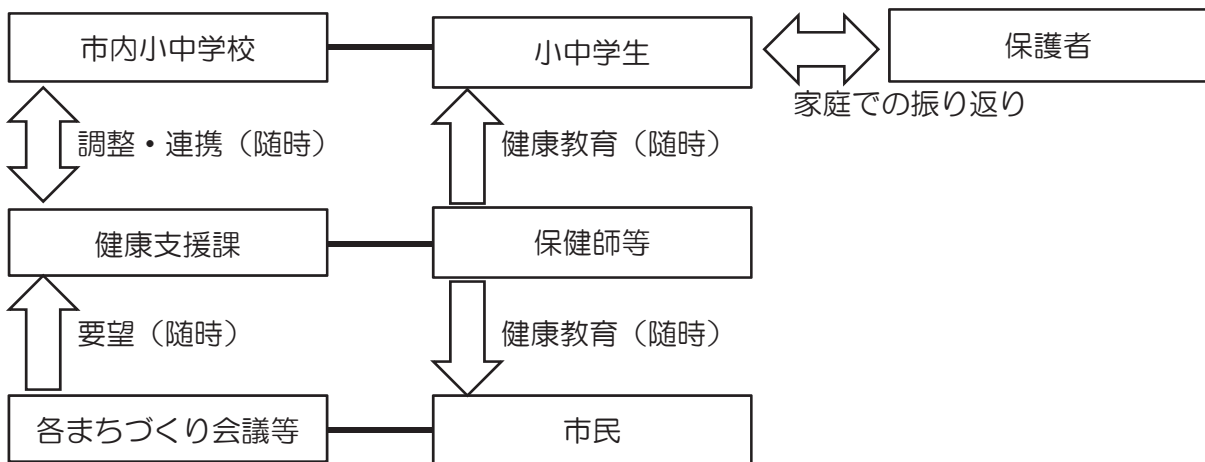 市内小中学校
小中学生
保護者
家庭での振り返り
調整・連携（随時）
健康教育（随時）
健康支援課
保健師等
要望（随時）
健康教育（随時）
各まちづくり会議等
市民